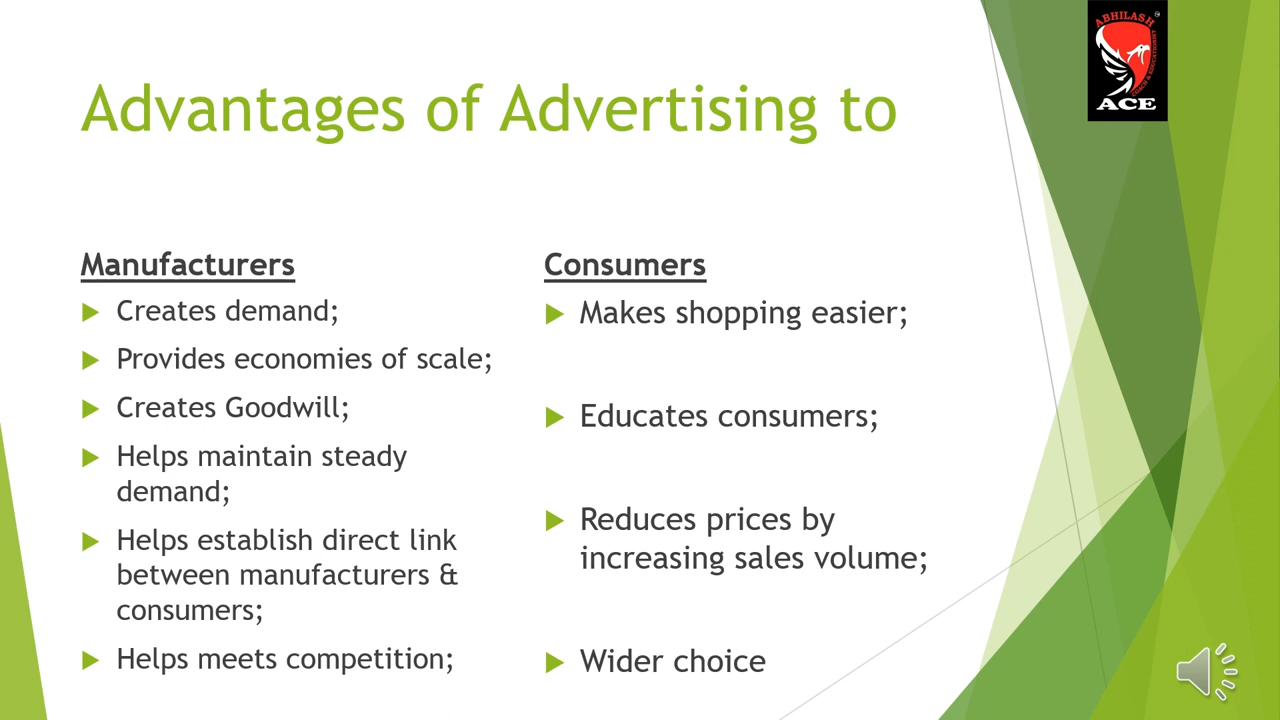 Advantages of Advertising to
ABHILASH
COACH & EDUCATIONIST
ACE
Manufacturers
Creates demand;
Provides economies of scale;
Creates Goodwill;
Helps maintain steady
demand;
Helps establish direct link
between manufacturers &
consumers;
Helps meets competition;
Consumers
Makes shopping easier;
Educates consumers;
Reduces prices by
increasing sales volume;
Wider choice